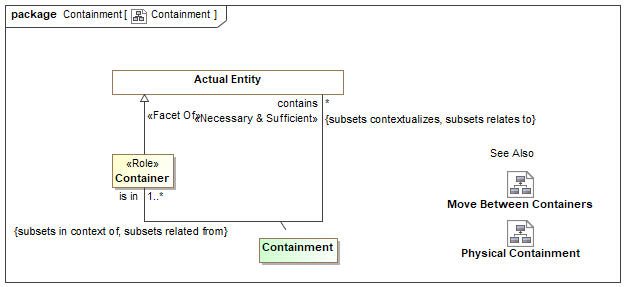 package Containment [ Containment ]
Actual Entity
contains *
«Facet Of»
«Necessary & Sufficient»
{subsets contextualizes, subsets relates to}
See Also
«Role»
Container
is in 1..*
Move Between Containers
{subsets in context of, subsets related from}
Containment
Physical Containment